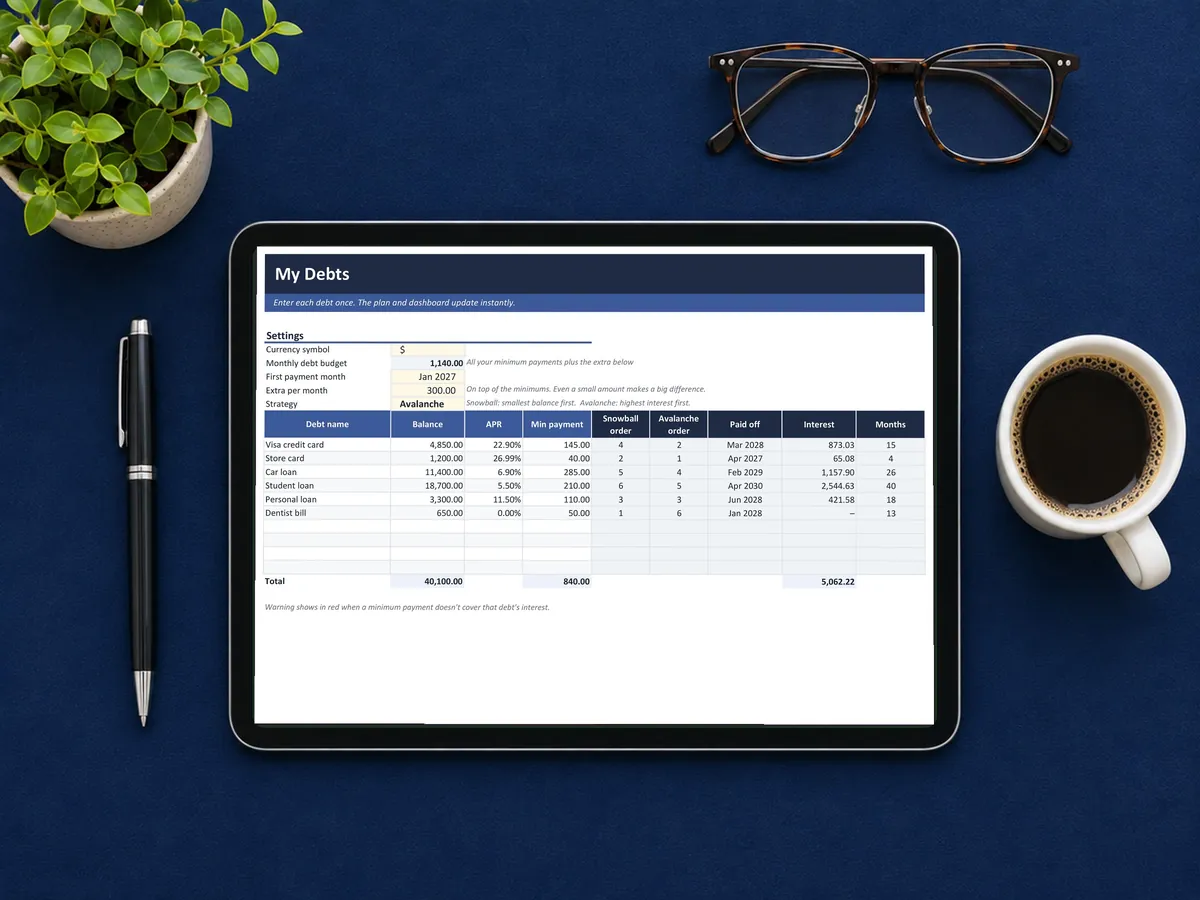 My Debts
Enter each debt once. The plan and dashboard update instantly.
Settings
Currency symbol $
Monthly debt budget 1,140.00 All your minimum payments plus the extra below
First payment month Jan 2027
Extra per month 300.00 On top of the minimums. Even a small amount makes a big difference.
Strategy Avalanche Snowball: smallest balance first. Avalanche: highest interest first.
Debt name Balance APR Min payment Snowball order Avalanche order Paid off Interest Months
Visa credit card 4,850.00 22.90% 145.00 4 2 Mar 2028 873.03 15
Store card 1,200.00 26.99% 40.00 2 1 Apr 2027 65.08 4
Car loan 11,400.00 6.90% 285.00 5 4 Feb 2029 1,157.90 26
Student loan 18,700.00 5.50% 210.00 6 5 Apr 2030 2,544.63 40
Personal loan 3,300.00 11.50% 110.00 3 3 Jun 2028 421.58 18
Dentist bill 650.00 0.00% 50.00 1 6 Jan 2028 – 13
Total 40,100.00 840.00 5,062.22
Warning shows in red when a minimum payment doesn't cover that debt's interest.